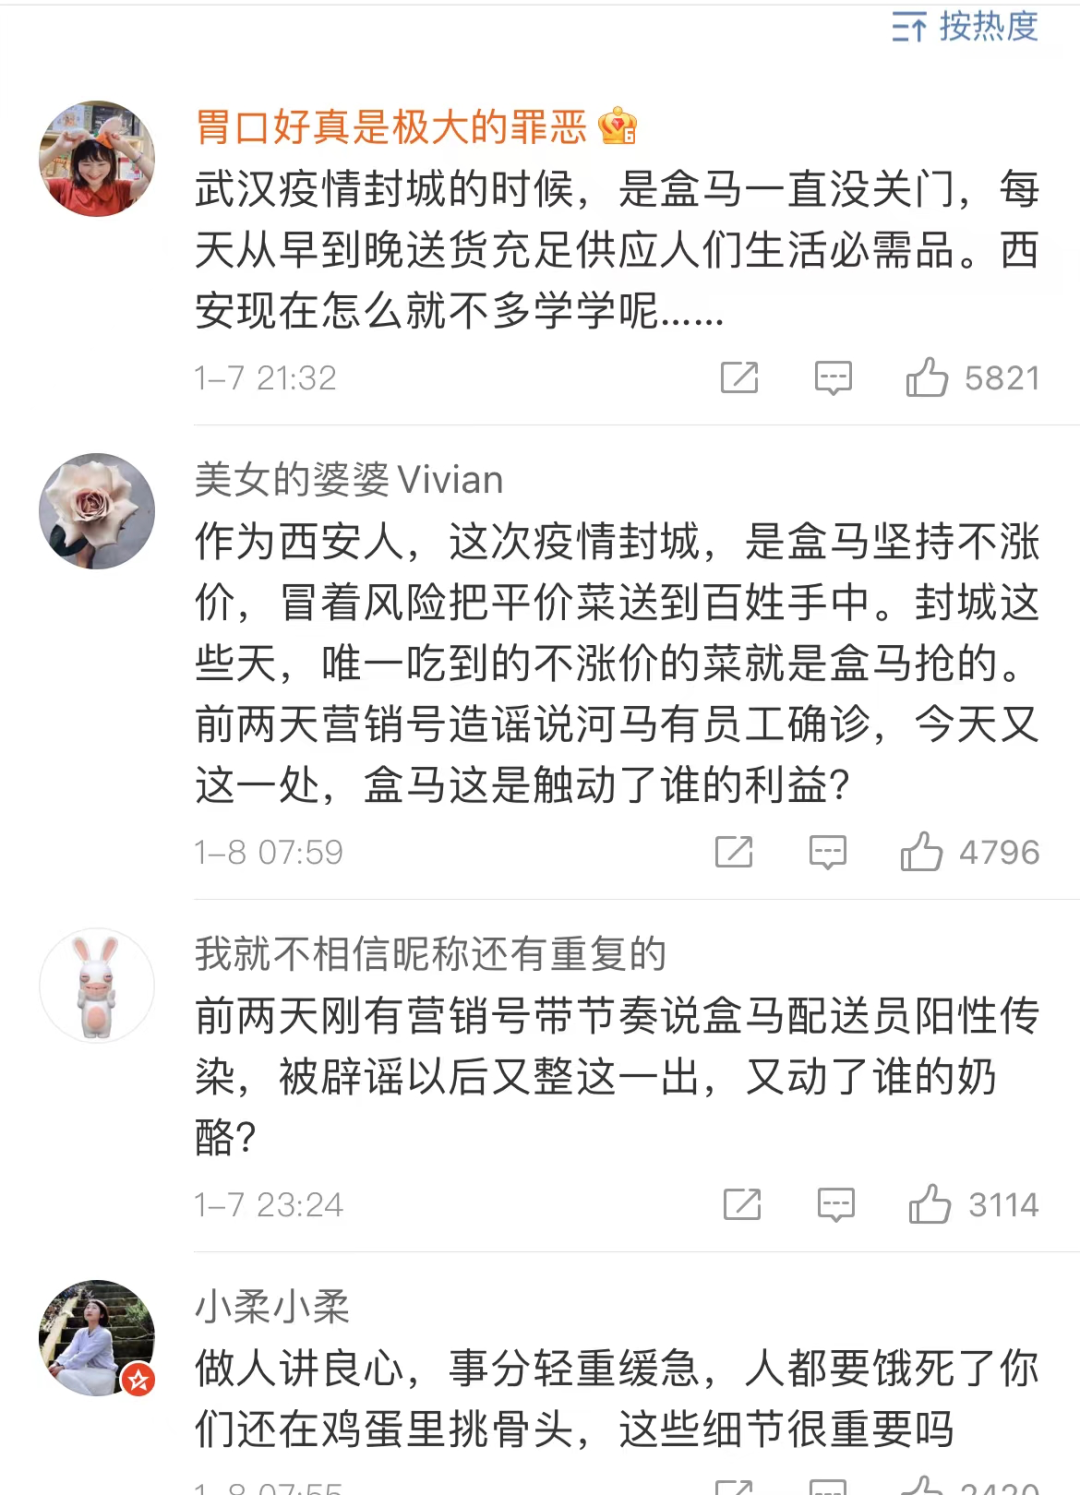 按热度
胃口好真是极大的罪恶
武汉疫情封城的时候，是盒马一直没关门，每
天从早到晚送货充足供应人们生活必需品。西
安现在怎么就不多学学呢……
1-7 21:32
5821
美女的婆婆Vivian
作为西安人，这次疫情封城，是盒马坚持不涨
价，冒着风险把平价菜送到百姓手中。封城这
些天，唯一吃到的不涨价的菜就是盒马抢的。
前两天营销号造谣说河马有员工确诊，今天又
这一处，盒马这是触动了谁的利益？
1-8 07:59
4796
我就不相信昵称还有重复的
前两天刚有营销号带节奏说盒马配送员阳性传
染，被辟谣以后又整这一出，又动了谁的奶
酪？
1-7 23:24
3114
小柔小柔
做人讲良心，事分轻重缓急，人都要饿死了你
们还在鸡蛋里挑骨头，这些细节很重要吗